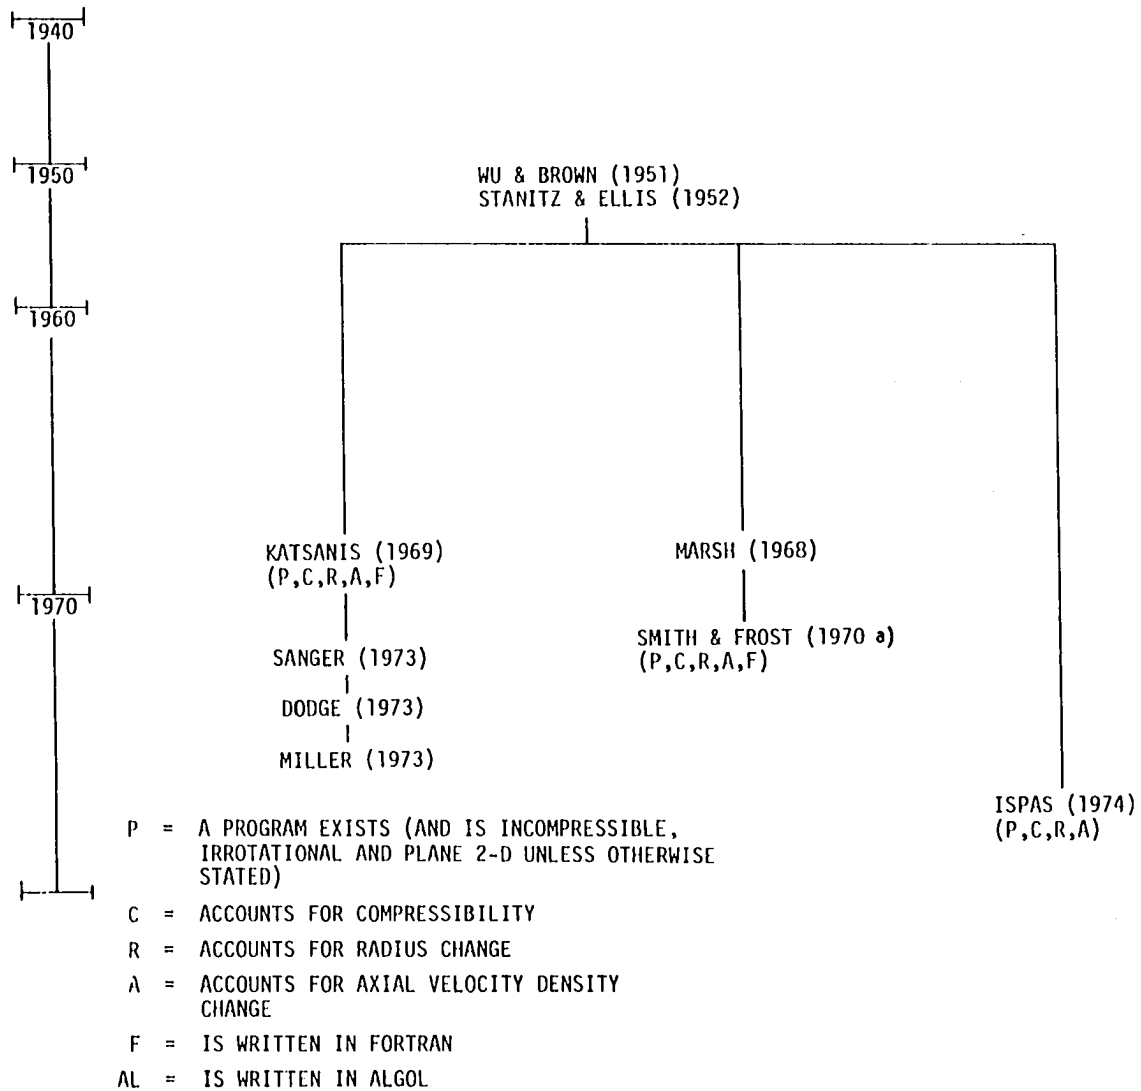 1940
1950
WU & BROWN (1951)
STANITZ & ELLIS (1952)
1960
KATSANIS (1969)
(P,C,R,A,F)
MARSH (1968)
1970
SMITH & FROST (1970 a)
(P,C,R,A,F)
SANGER (1973)
DODGE (1973)
MILLER (1973)
ISPAS (1974)
(P,C,R,A)
P = A PROGRAM EXISTS (AND IS INCOMPRESSIBLE,
IRROTATIONAL AND PLANE 2-D UNLESS OTHERWISE
STATED)
C = ACCOUNTS FOR COMPRESSIBILITY
R = ACCOUNTS FOR RADIUS CHANGE
A = ACCOUNTS FOR AXIAL VELOCITY DENSITY
CHANGE
F = IS WRITTEN IN FORTRAN
AL = IS WRITTEN IN ALGOL